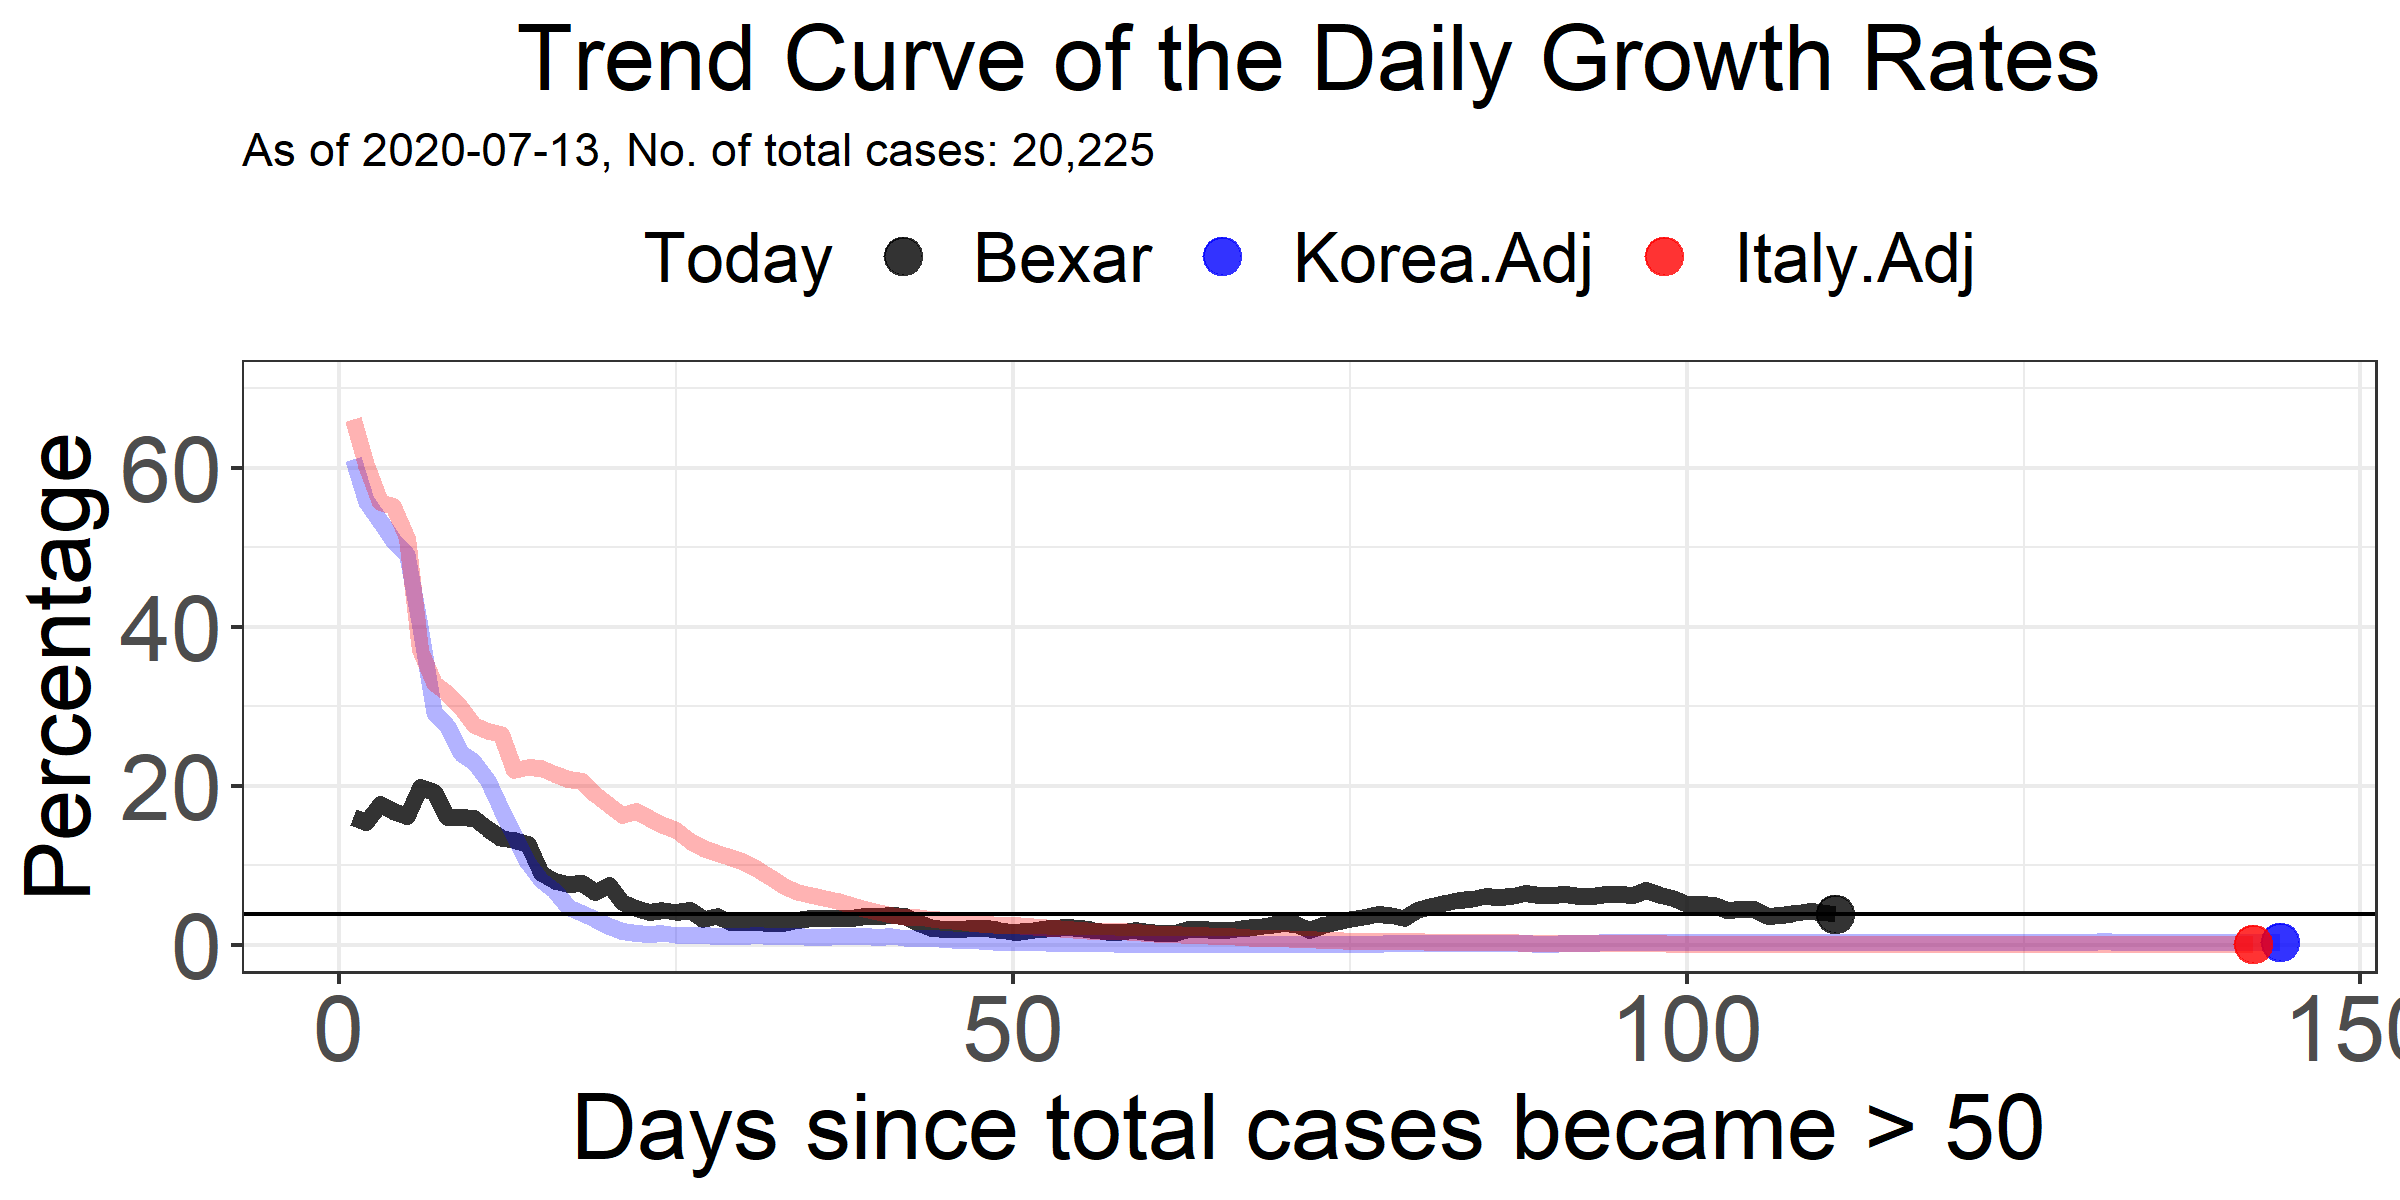 Trend Curve of the Daily Growth Rates
As of 2020-07-13, No. of total cases: 20,225
Today Bexar Korea.Adj Italy.Adj
Percentage
60
40
20
0
0 50 100 150
Days since total cases became > 50